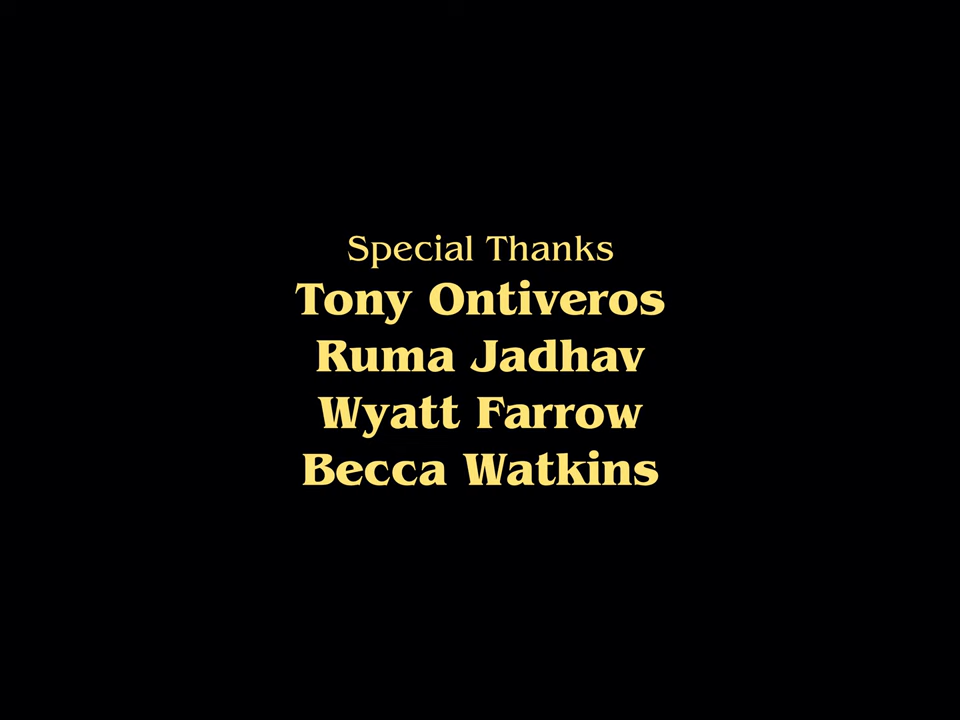 Special Thanks
Tony Ontiveros
Ruma Jadhav
Wyatt Farrow
Becca Watkins